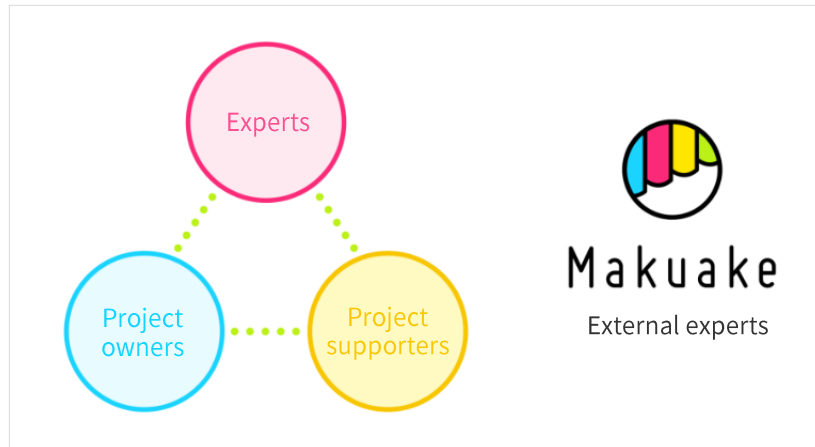 Experts
Project
owners
Project
supporters
Makuake
External experts